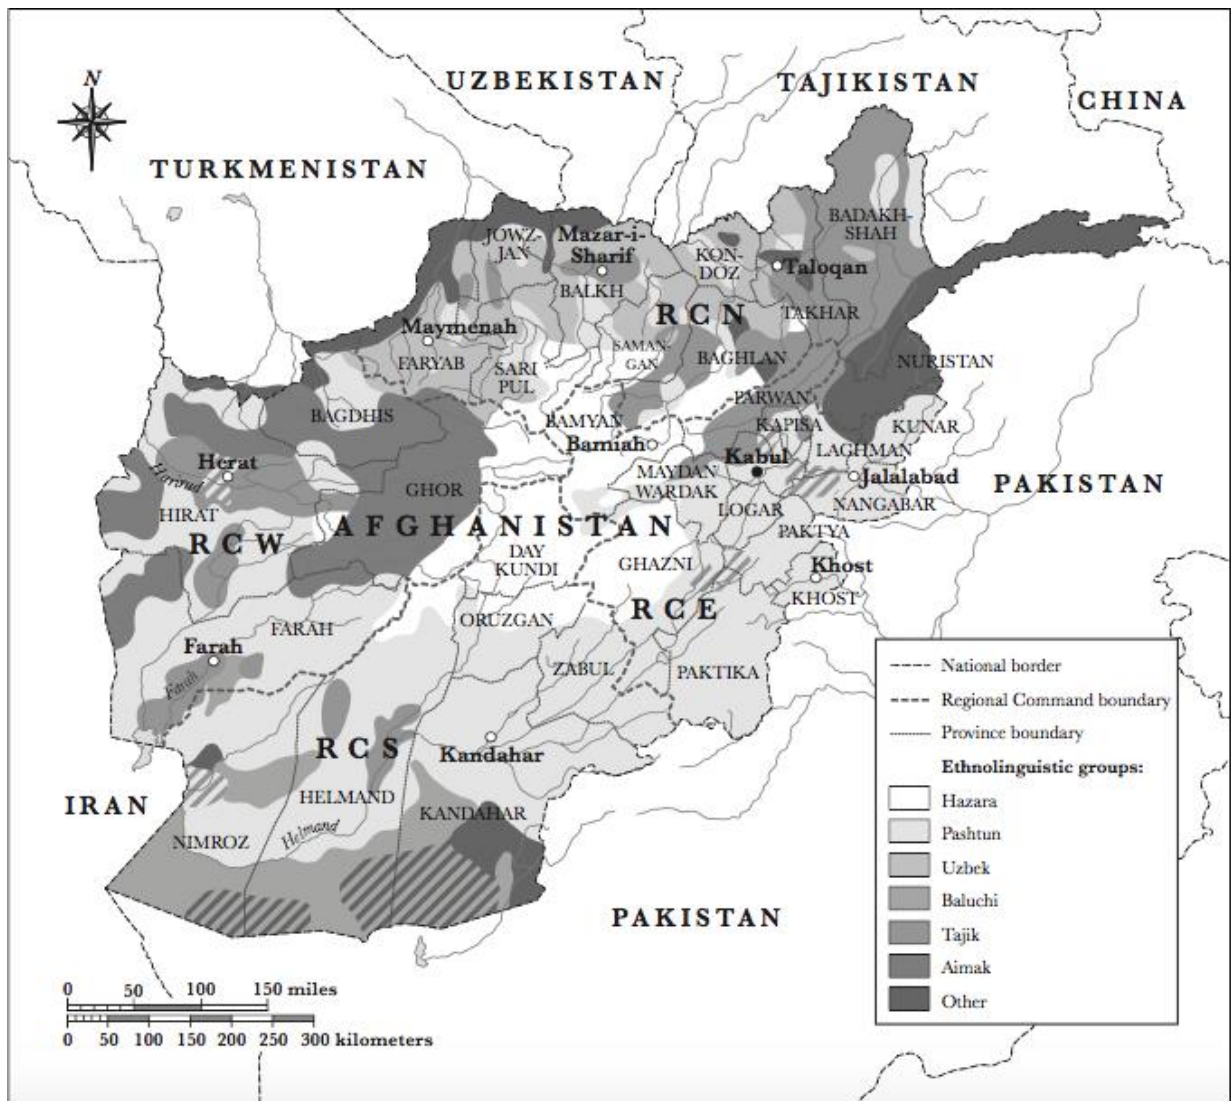 N
UZBEKISTAN
TAJIKISTAN
CHINA
TURKMENISTAN
JOWZ-
JAN
Mazar-i-
Sharif
BALKH
KON-
DOZ
Taloqan
BADAKH-
SHAH
TAKHAR
RCN
Maymenah
FARYAB
SARI
PUL
SAMAN-
GAN
BAGHLAN
NURISTAN
BAGDHIS
BAMYAN
Bamiah
PARWAN
KAPISA
KUNAR
LAGHMAN
Herat
Harirud
HIRAT
GHOR
MAYDAN
WARDAK
Kabul
Jalalabad
NANGABAR
PAKISTAN
LOGAR
AFGHANISTAN
RCW
PAKTYA
DAY
KUNDI
GHAZNI
Khost
KHOST
RCE
ORUZGAN
FARAH
Farah
Farah
ZABUL
PAKTIKA
RCS
Kandahar
IRAN
HELMAND
KANDAHAR
NIMROZ
Helmand
PAKISTAN
National border
Regional Command boundary
Province boundary
Ethnolinguistic groups:
Hazara
Pashtun
Uzbek
Baluchi
Tajik
Aimak
Other
0 50 100 150 miles
0 50 100 150 200 250 300 kilometers